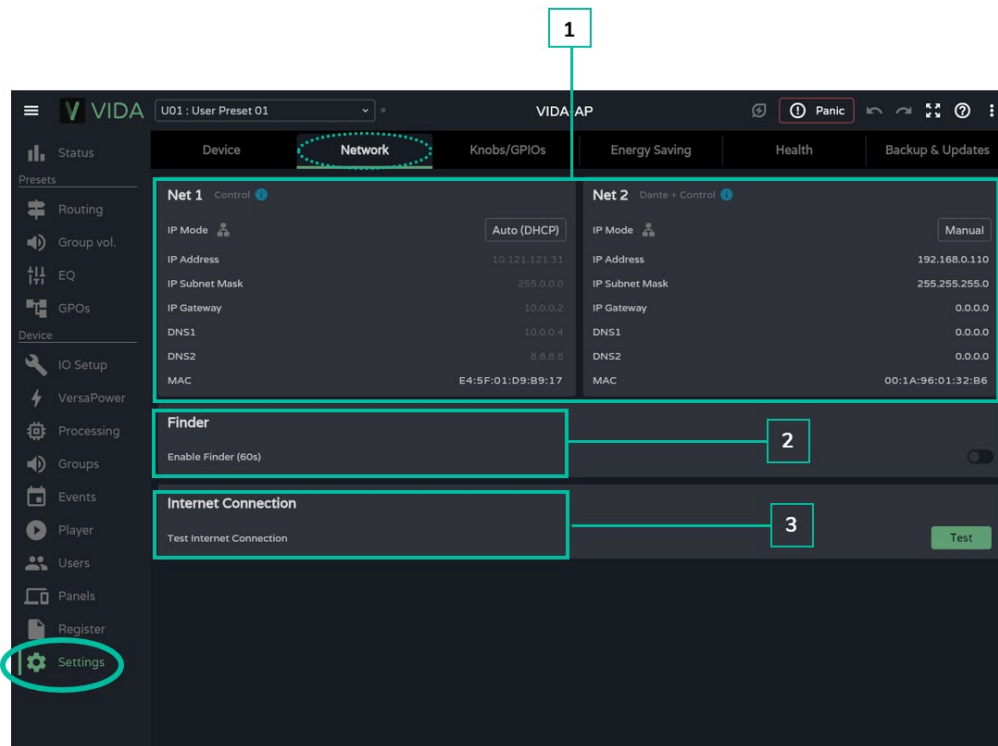 1
VIDA U01 : User Preset 01 VIDA AP Panic
Status
Presets
Routing
Group vol.
EQ
GPOs
Device
IO Setup
VersaPower
Processing
Groups
Events
Player
Users
Panels
Register
Settings
Device Network Knobs/GPIOs Energy Saving Health Backup & Updates
Net 1 Control
IP Mode Auto (DHCP)
IP Address 10.121.121.31
IP Subnet Mask 255.0.0.0
IP Gateway 10.0.0.2
DNS1 10.0.0.4
DNS2 8.8.8.8
MAC E4:5F:01:D9:B9:17
Net 2 Dante + Control
IP Mode Manual
IP Address 192.168.0.110
IP Subnet Mask 255.255.255.0
IP Gateway 0.0.0.0
DNS1 0.0.0.0
DNS2 0.0.0.0
MAC 00:1A:96:01:32:B6
Finder
Enable Finder (60s)
2
Internet Connection
Test Internet Connection
3
Test